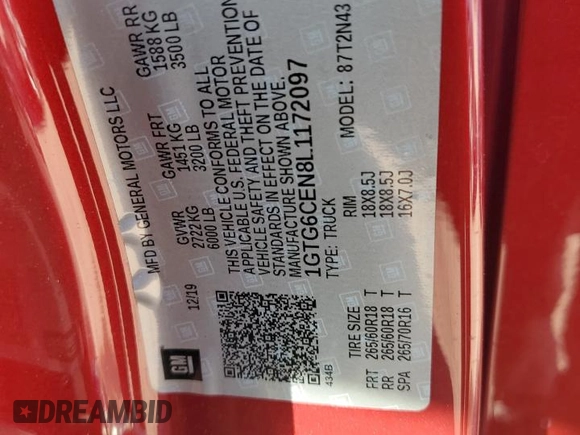 MFD BY GENERAL MOTORS LLC
12/19
GVWR
2722 KG
6000 LB
GAWR FRT
1451 KG
3200 LB
GAWR RR
1588 KG
3500 LB
THIS VEHICLE CONFORMS TO ALL
APPLICABLE U.S. FEDERAL MOTOR
VEHICLE SAFETY AND THEFT PREVENTION
STANDARDS IN EFFECT ON THE DATE OF
MANUFACTURE SHOWN ABOVE.
1GTG6CEN8L1172097
TYPE: TRUCK
87T2N43
GM
434B
TIRE SIZE RIM
FRT 265/60R18 T 18X8.5J
RR 265/60R18 T 18X8.5J
SPA 265/70R16 T 16X7.0J
DREAMBID